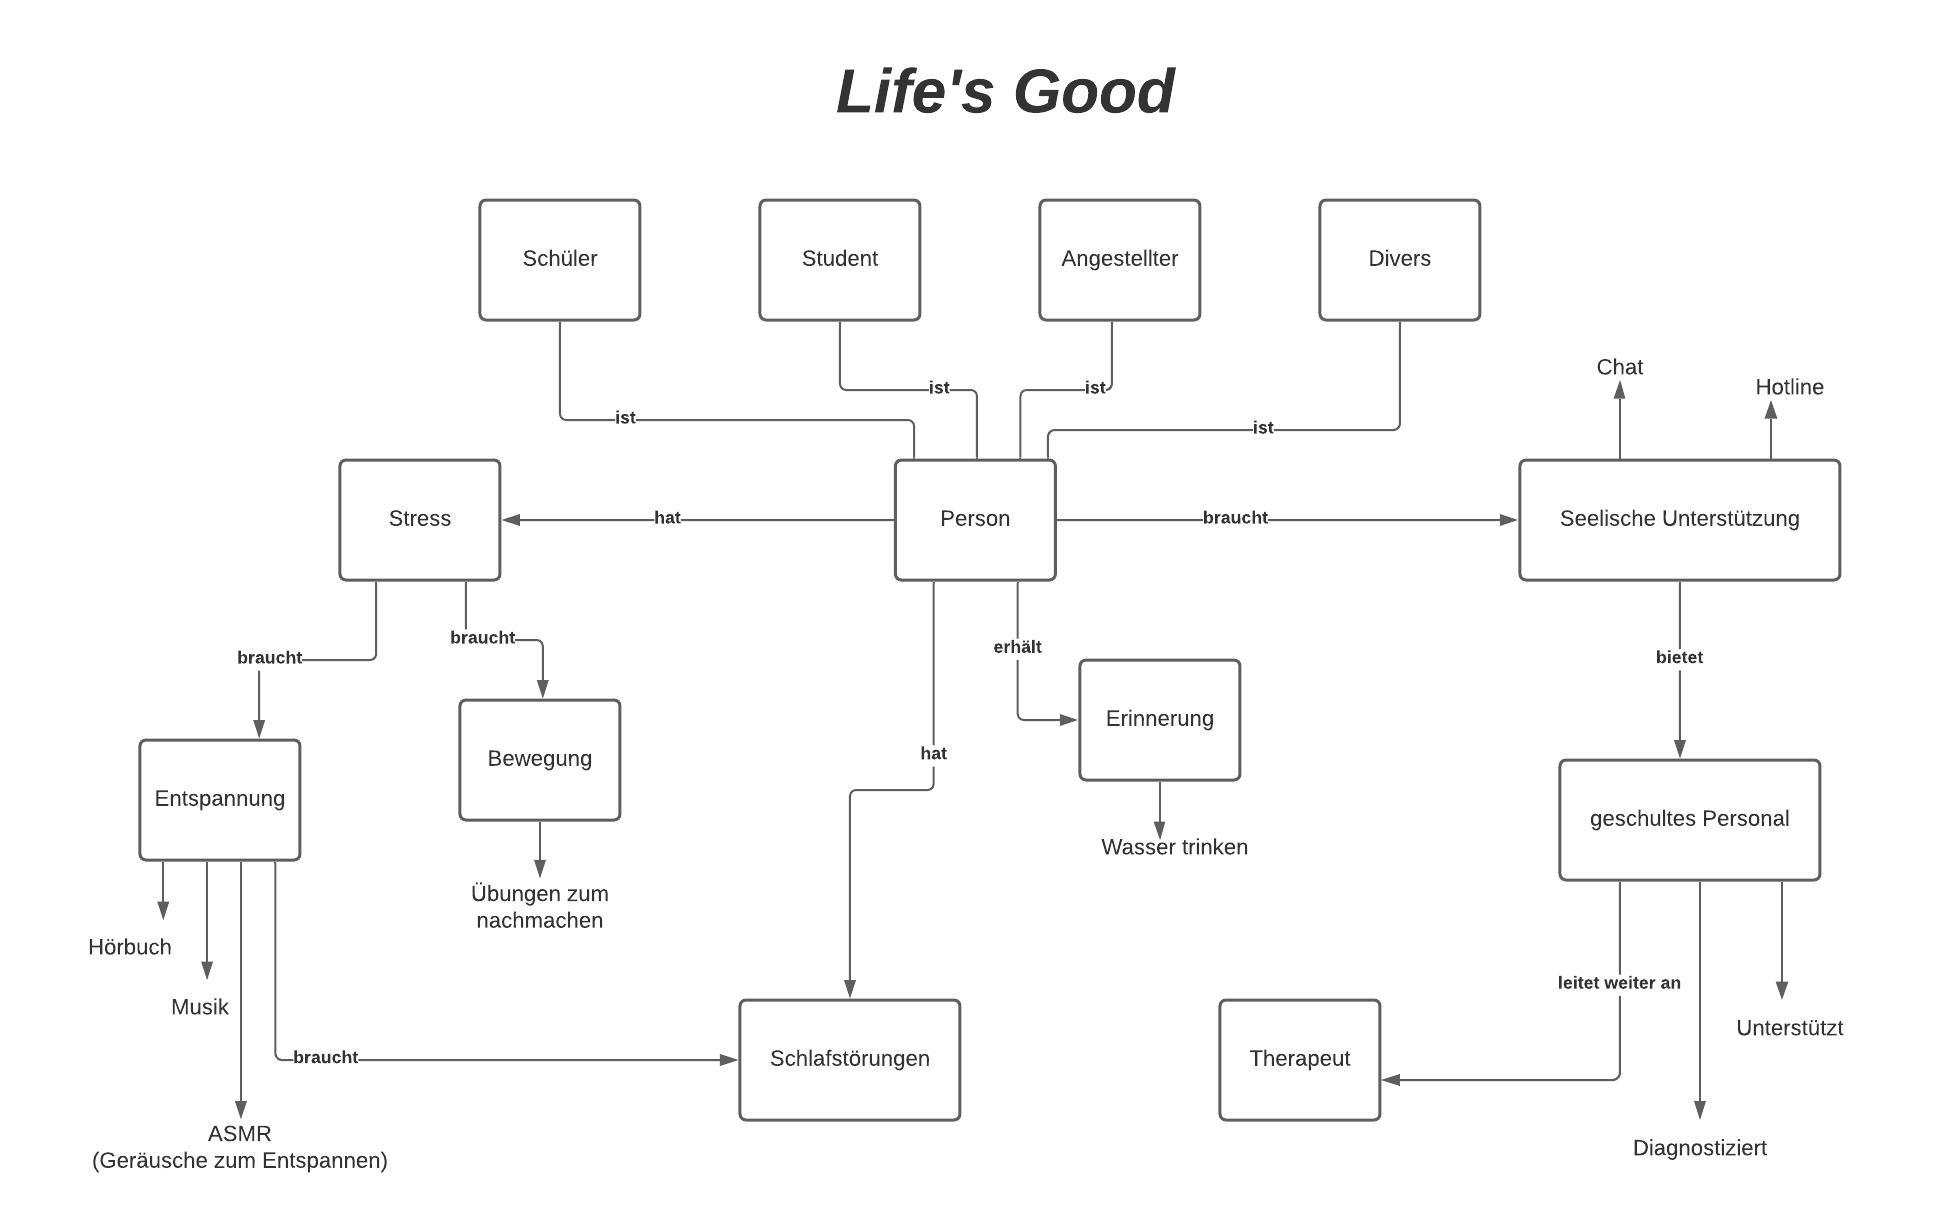 Life's Good
Schüler
Student
Angestellter
Divers
Chat
Hotline
ist
ist
ist
ist
Stress
hat
Person
braucht
Seelische Unterstützung
braucht
braucht
erhält
bietet
Entspannung
Bewegung
hat
Erinnerung
geschultes Personal
Wasser trinken
Übungen zum
nachmachen
Hörbuch
Musik
leitet weiter an
Unterstützt
braucht
Schlafstörungen
Therapeut
ASMR
(Geräusche zum Entspannen)
Diagnostiziert